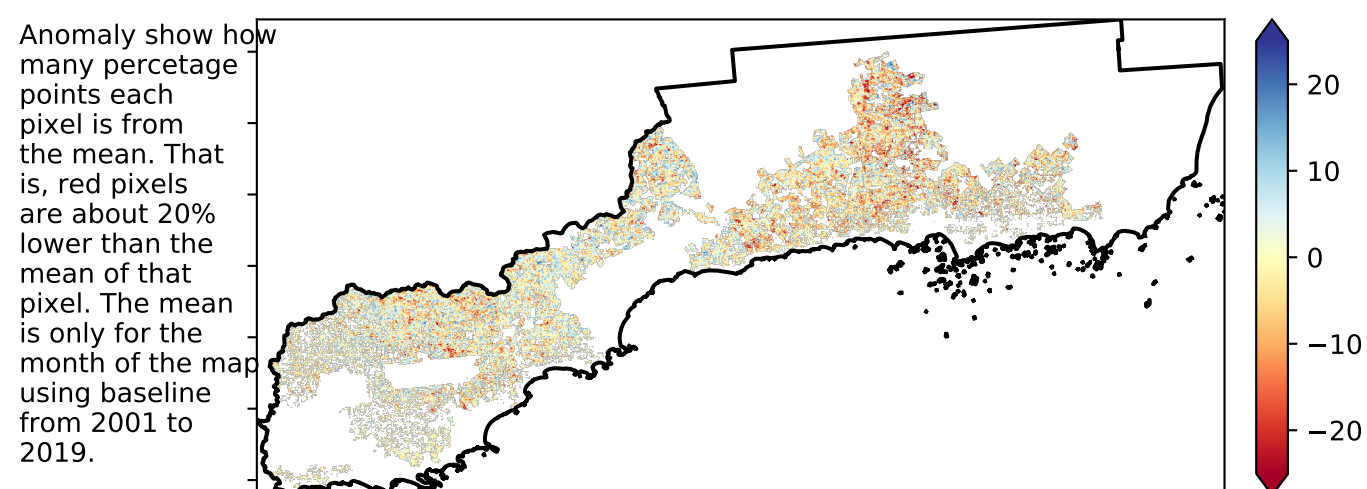 Anomaly show how
many percetage
points each
pixel is from
the mean. That
is, red pixels
are about 20%
lower than the
mean of that
pixel. The mean
is only for the
month of the map
using baseline
from 2001 to
2019.
20
10
0
−10
−20